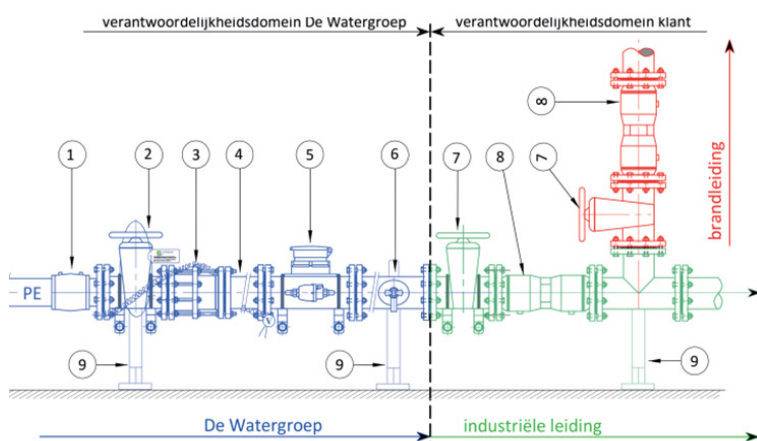 verantwoordelijkheidsdomein De Watergroep
verantwoordelijkheidsdomein klant
8
brandleiding
1
2
3
4
5
6
7
8
7
PE
9
9
9
De Watergroep
industriële leiding